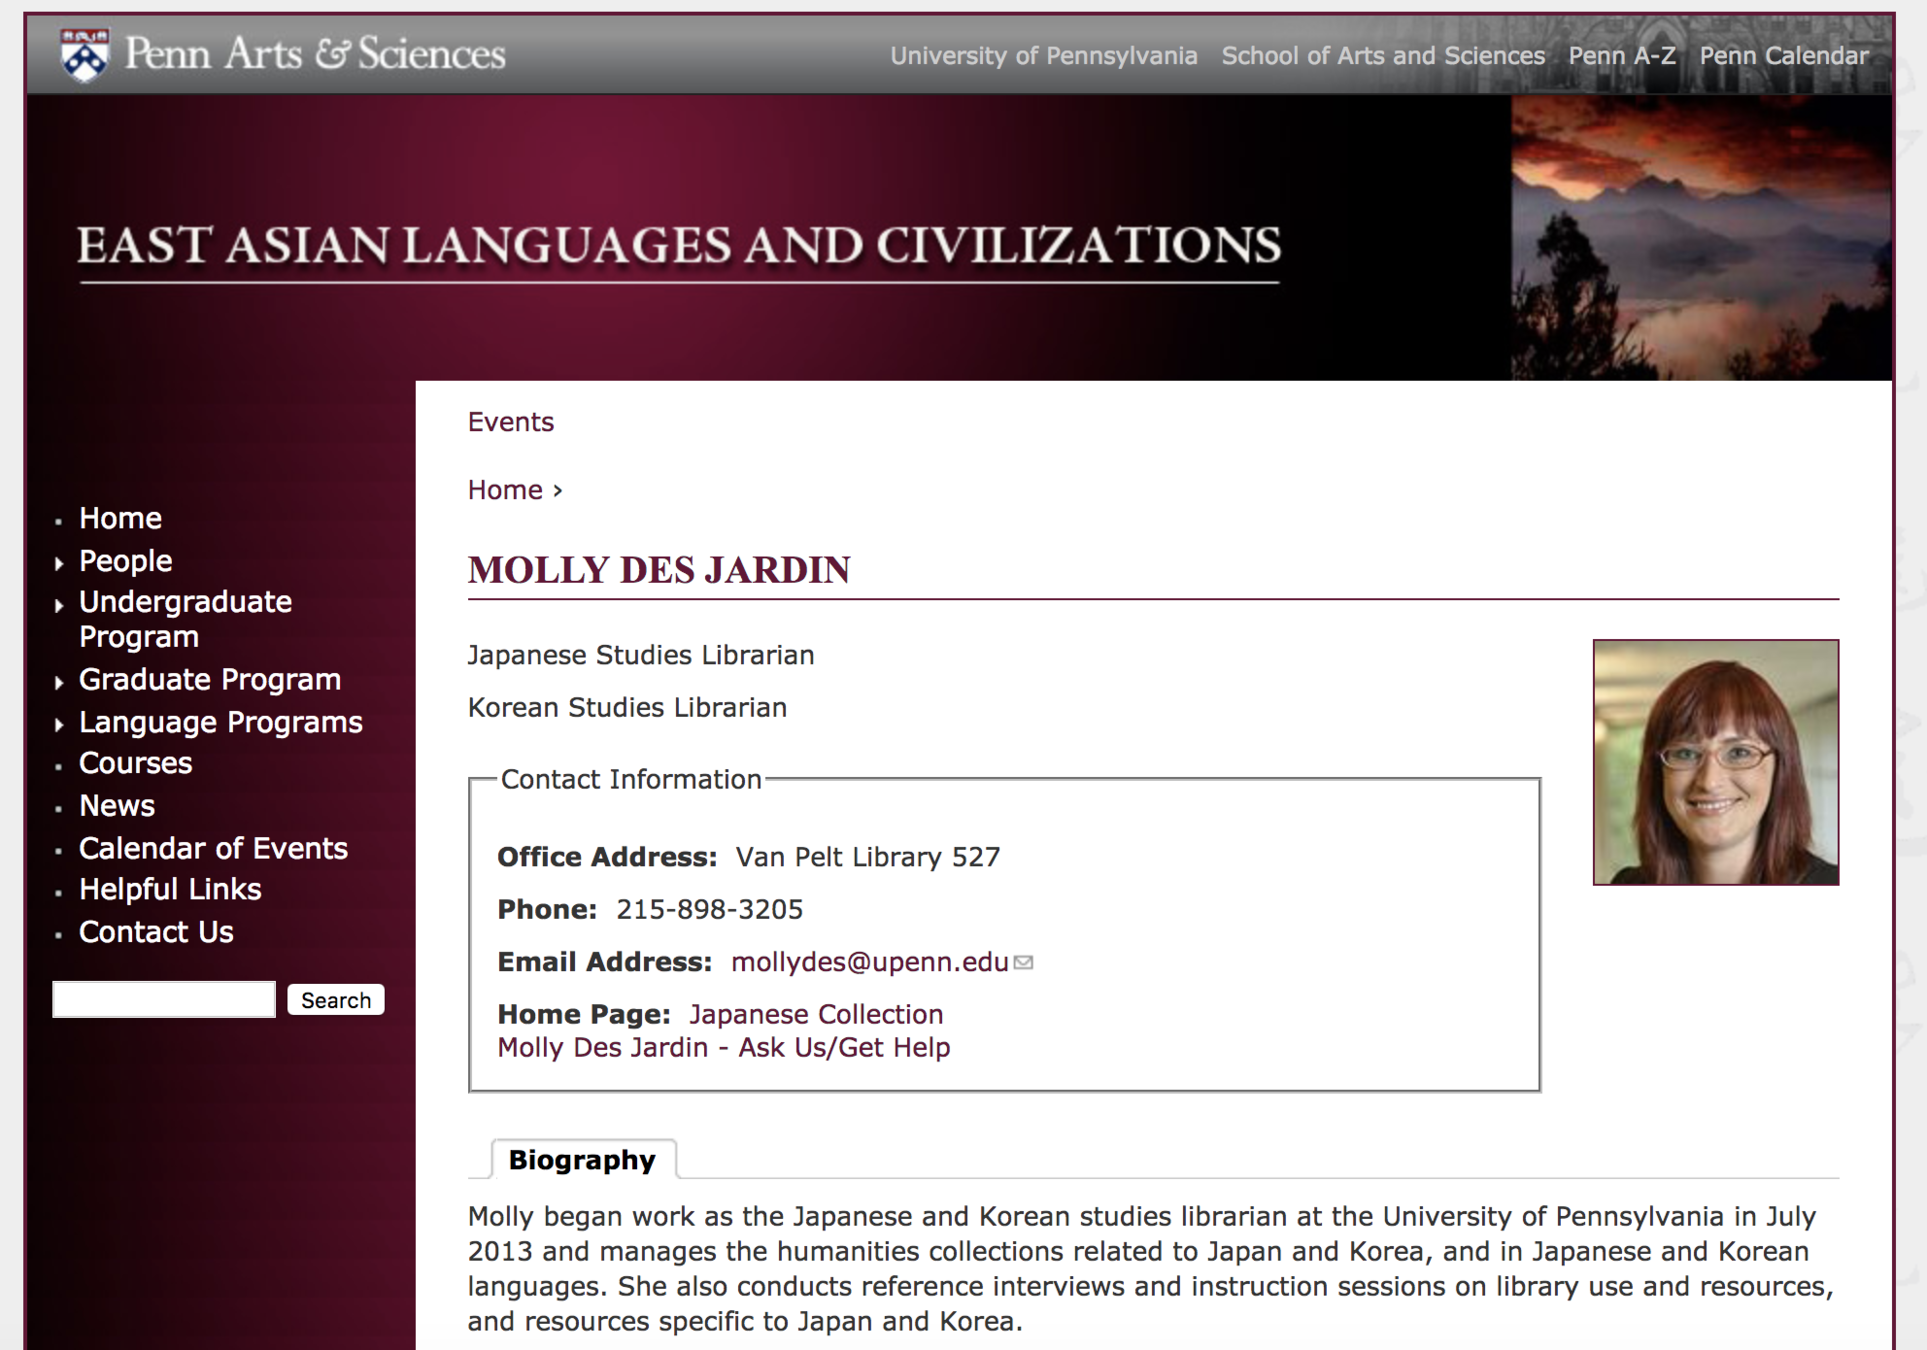 Penn Arts & Sciences
University of Pennsylvania School of Arts and Sciences Penn A-Z Penn Calendar
EAST ASIAN LANGUAGES AND CIVILIZATIONS
Home
People
Undergraduate
Program
Graduate Program
Language Programs
Courses
News
Calendar of Events
Helpful Links
Contact Us
Search
Events
Home ›
MOLLY DES JARDIN
Japanese Studies Librarian
Korean Studies Librarian
Contact Information
Office Address: Van Pelt Library 527
Phone: 215-898-3205
Email Address: mollydes@upenn.edu
Home Page: Japanese Collection
Molly Des Jardin - Ask Us/Get Help
Biography
Molly began work as the Japanese and Korean studies librarian at the University of Pennsylvania in July
2013 and manages the humanities collections related to Japan and Korea, and in Japanese and Korean
languages. She also conducts reference interviews and instruction sessions on library use and resources,
and resources specific to Japan and Korea.